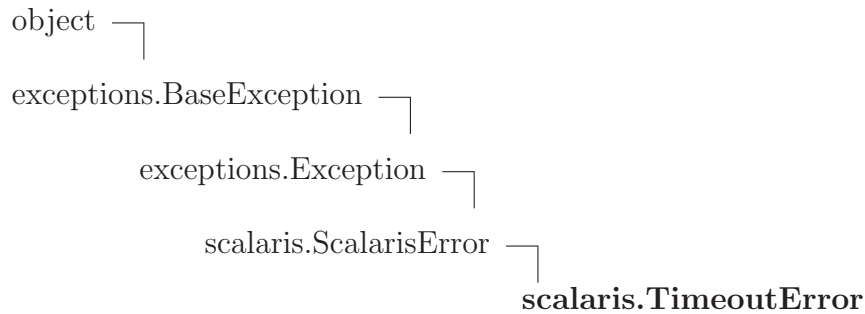 object
exceptions.BaseException
exceptions.Exception
scalaris.ScalarisError
scalaris.TimeoutError